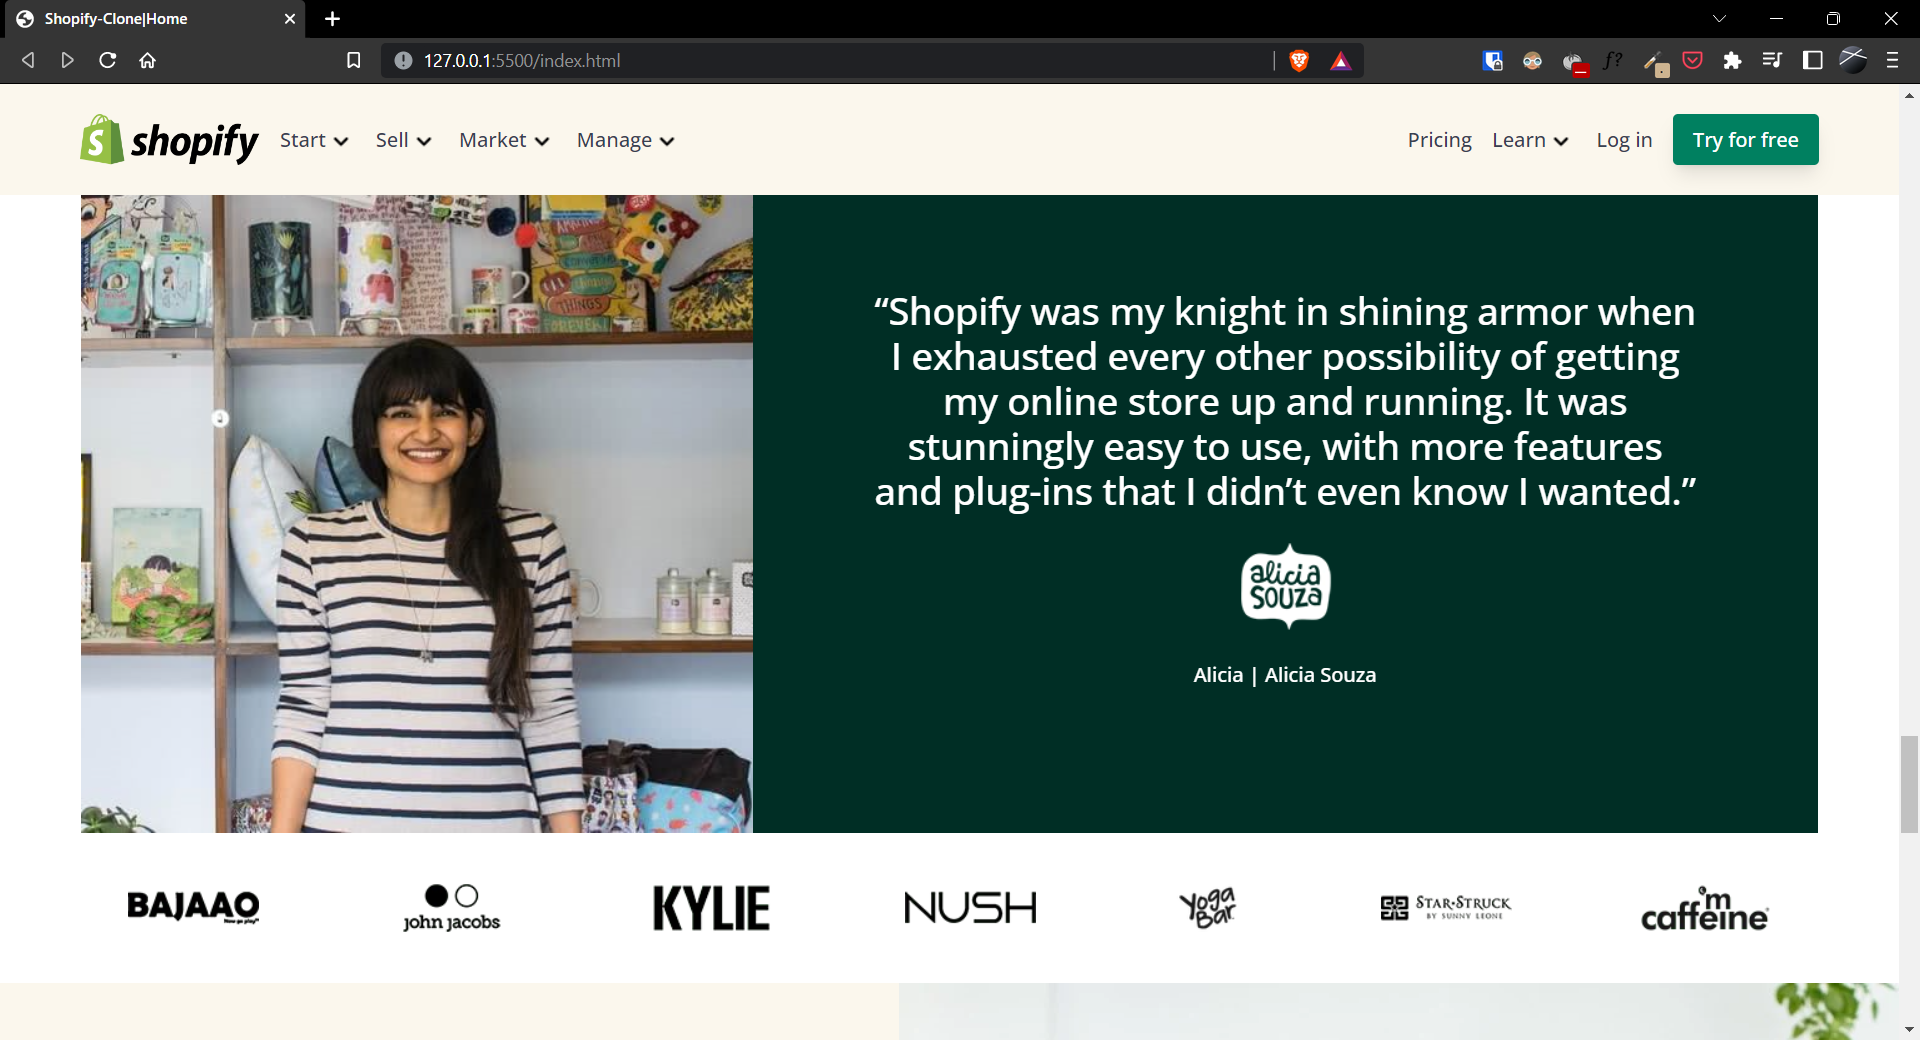 Shopify-Clone|Home
127.0.0.1:5500/index.html
shopify
Start
Sell
Market
Manage
Pricing
Learn
Log in
Try for free
THINGS
FOREVER!
“Shopify was my knight in shining armor when
I exhausted every other possibility of getting
my online store up and running. It was
stunningly easy to use, with more features
and plug-ins that I didn’t even know I wanted.”
alicia
souza
Alicia | Alicia Souza
BAJAAO
john jacobs
KYLIE
NUSH
Yoga
Bar
STAR·STRUCK
BY SUNNY LEONE
I'm
caffeine